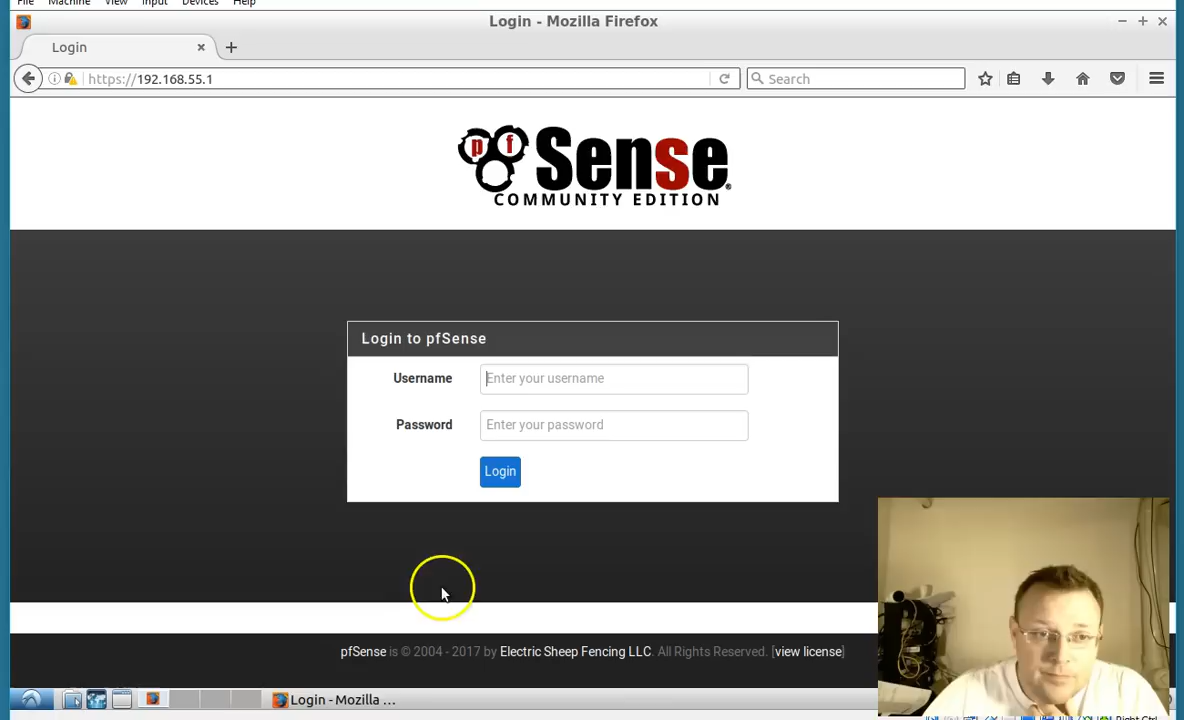 File Machine View Input Devices Help
Login - Mozilla Firefox
Login
https://192.168.55.1
Search
pf Sense
COMMUNITY EDITION
Login to pfSense
Username
Enter your username
Password
Enter your password
Login
pfSense is © 2004 - 2017 by Electric Sheep Fencing LLC. All Rights Reserved. [view license]
Login - Mozilla ...
Right Ctrl